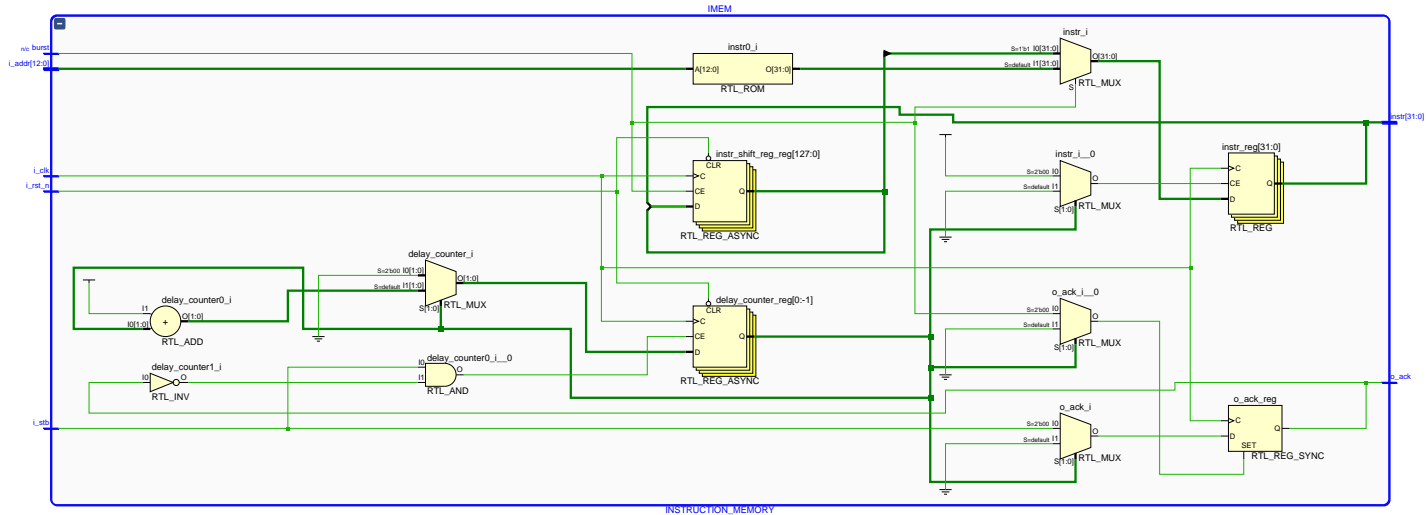 IMEM
n/c burst
i_addr[12:0]
i_clk
i_rst_n
i_stb
instr[31:0]
o_ack
instr0_i
A[12:0]
O[31:0]
RTL_ROM
instr_i
S=1'b1 I0[31:0]
S=default I1[31:0]
O[31:0]
S
RTL_MUX
instr_shift_reg_reg[127:0]
CLR
C
CE
D
Q
RTL_REG_ASYNC
instr_i__0
S=2'b00 I0
S=default I1
O
S[1:0]
RTL_MUX
instr_reg[31:0]
C
CE
D
Q
RTL_REG
delay_counter_i
S=2'b00 I0[1:0]
S=default I1[1:0]
O[1:0]
S[1:0]
RTL_MUX
delay_counter0_i
I1
I0[1:0]
+
O[1:0]
RTL_ADD
delay_counter_reg[0:-1]
CLR
C
CE
D
Q
RTL_REG_ASYNC
o_ack_i__0
S=2'b00 I0
S=default I1
O
S[1:0]
RTL_MUX
delay_counter1_i
I0
O
RTL_INV
delay_counter0_i__0
I0
I1
O
RTL_AND
o_ack_i
S=2'b00 I0
S=default I1
O
S[1:0]
RTL_MUX
o_ack_reg
C
D
Q
SET
RTL_REG_SYNC
INSTRUCTION_MEMORY